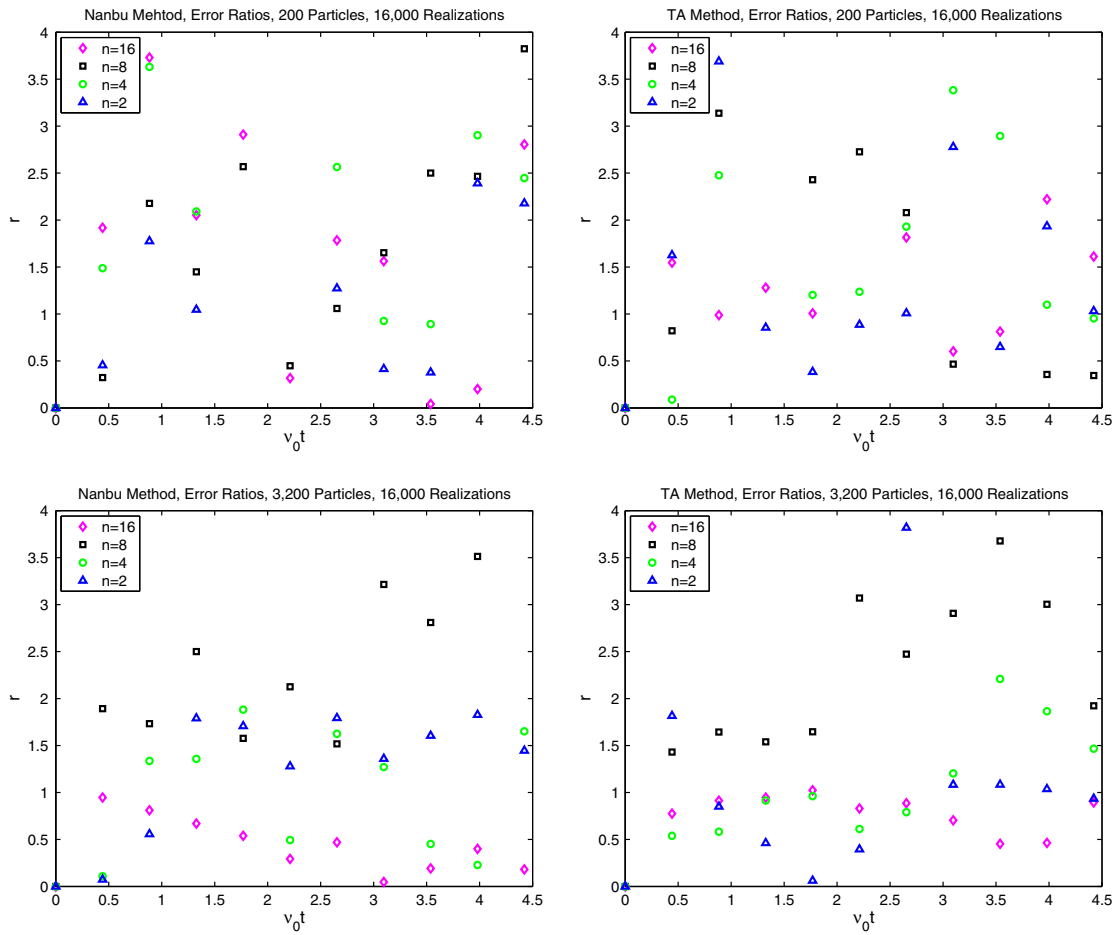 Nanbu Mehtod, Error Ratios, 200 Particles, 16,000 Realizations
4
3.5
3
2.5
2
1.5
1
0.5
0
r
n=16
n=8
n=4
n=2
0 0.5 1 1.5 2 2.5 3 3.5 4 4.5
ν₀t
TA Method, Error Ratios, 200 Particles, 16,000 Realizations
4
3.5
3
2.5
2
1.5
1
0.5
0
r
n=16
n=8
n=4
n=2
0 0.5 1 1.5 2 2.5 3 3.5 4 4.5
ν₀t
Nanbu Method, Error Ratios, 3,200 Particles, 16,000 Realizations
4
3.5
3
2.5
2
1.5
1
0.5
0
r
n=16
n=8
n=4
n=2
0 0.5 1 1.5 2 2.5 3 3.5 4 4.5
ν₀t
TA Method, Error Ratios, 3,200 Particles, 16,000 Realizations
4
3.5
3
2.5
2
1.5
1
0.5
0
r
n=16
n=8
n=4
n=2
0 0.5 1 1.5 2 2.5 3 3.5 4 4.5
ν₀t